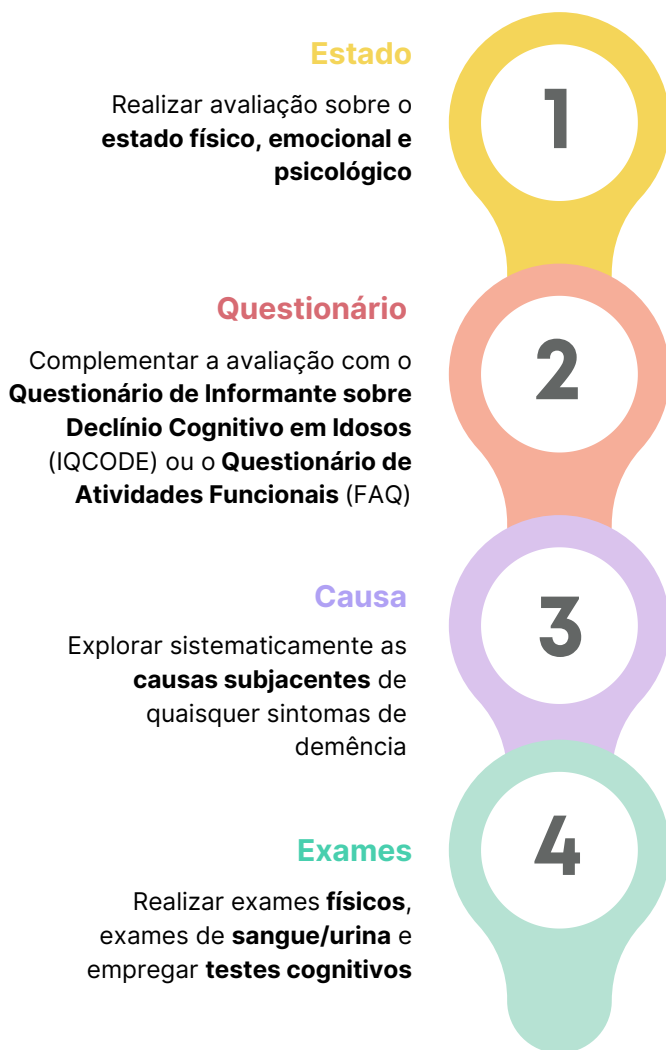 Estado
1
Realizar avaliação sobre o
estado físico, emocional e
psicológico
Questionário
2
Complementar a avaliação com o
Questionário de Informante sobre
Declínio Cognitivo em Idosos
(IQCODE) ou o Questionário de
Atividades Funcionais (FAQ)
Causa
3
Explorar sistematicamente as
causas subjacentes de
quaisquer sintomas de
demência
Exames
4
Realizar exames físicos,
exames de sangue/urina e
empregar testes cognitivos